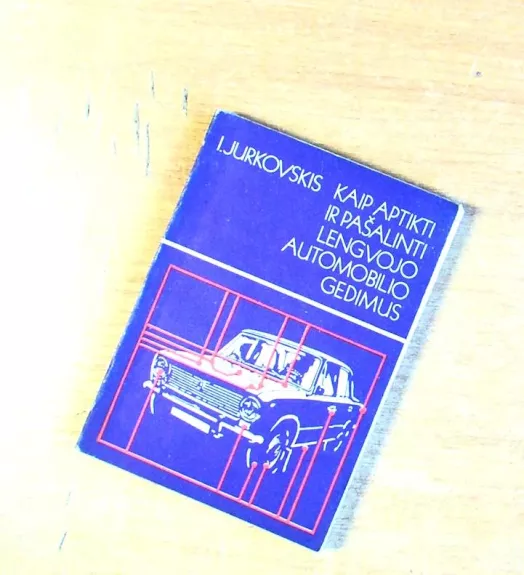 I. JURKOVSKIS
KAIP APTIKTI
IR PAŠALINTI
LENGVOJO
AUTOMOBILIO
GEDIMUS